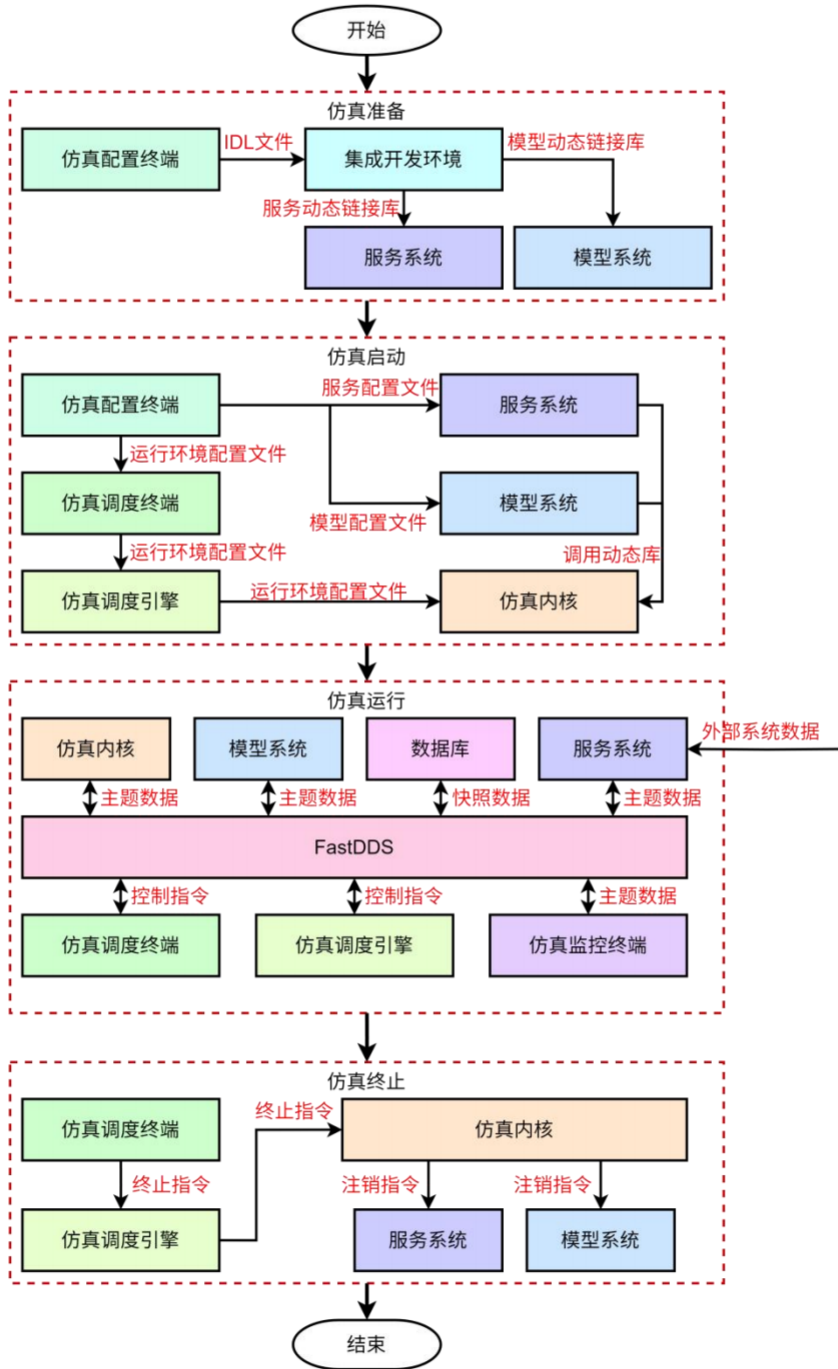 开始
仿真准备
仿真配置终端
IDL文件
集成开发环境
模型动态链接库
服务动态链接库
服务系统
模型系统
仿真启动
仿真配置终端
服务配置文件
服务系统
运行环境配置文件
仿真调度终端
模型配置文件
模型系统
运行环境配置文件
调用动态库
仿真调度引擎
运行环境配置文件
仿真内核
仿真运行
仿真内核
模型系统
数据库
服务系统
外部系统数据
主题数据
主题数据
快照数据
主题数据
FastDDS
控制指令
控制指令
主题数据
仿真调度终端
仿真调度引擎
仿真监控终端
仿真终止
仿真调度终端
终止指令
仿真内核
终止指令
注销指令
注销指令
仿真调度引擎
服务系统
模型系统
结束